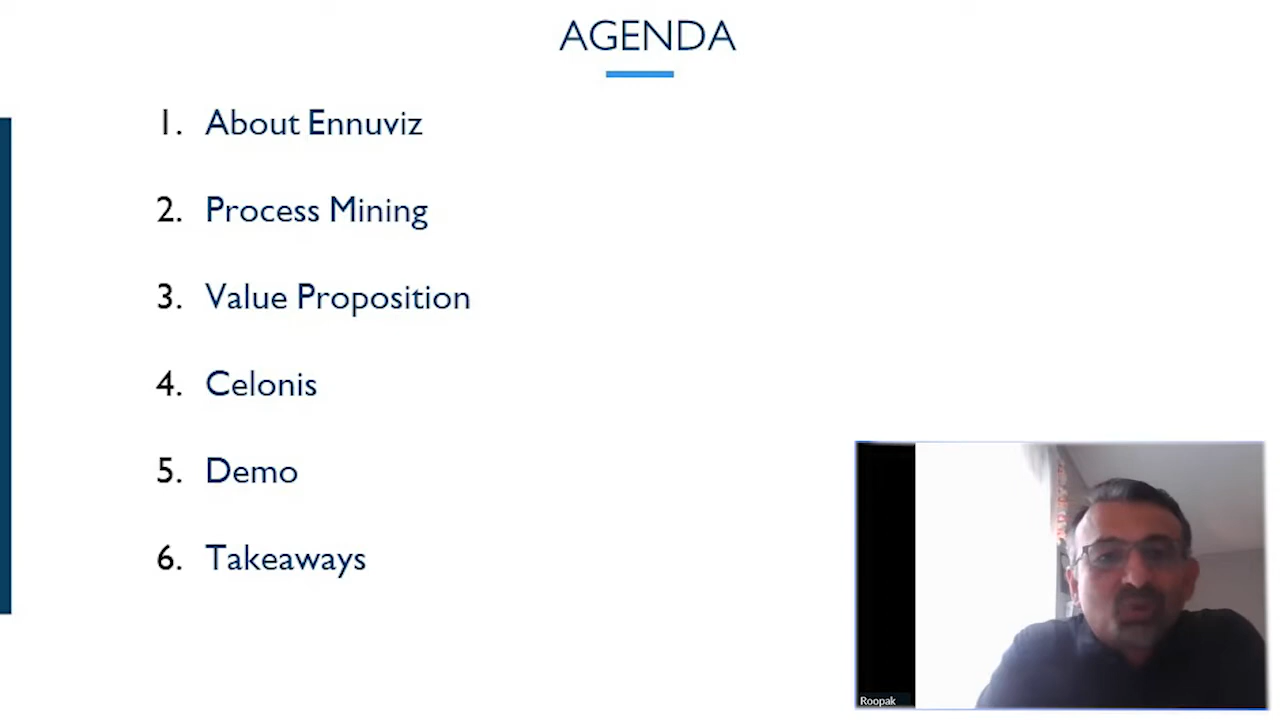 AGENDA
1. About Ennuviz
2. Process Mining
3. Value Proposition
4. Celonis
5. Demo
6. Takeaways
Roopak